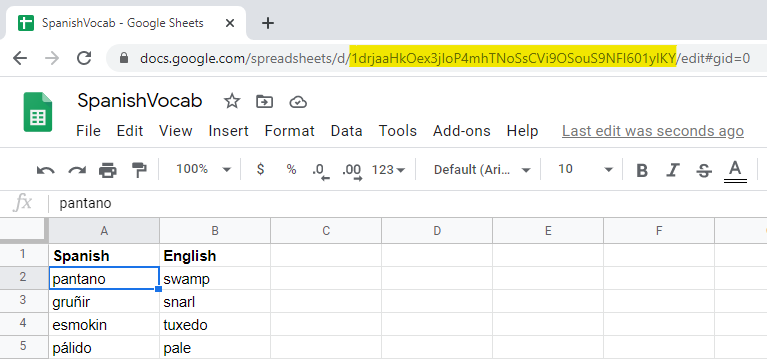 SpanishVocab - Google Sheets
docs.google.com/spreadsheets/d/1drjaaHkOex3jIoP4mhTNoSsCVi9OSouS9NFI601yIKY/edit#gid=0
SpanishVocab
File Edit View Insert Format Data Tools Add-ons Help Last edit was seconds ago
100% $ % .0 .00 123 Default (Ari... 10 B I S A
fx pantano
A B C D E F
1 Spanish English
2 pantano swamp
3 gruñir snarl
4 esmokin tuxedo
5 pálido pale